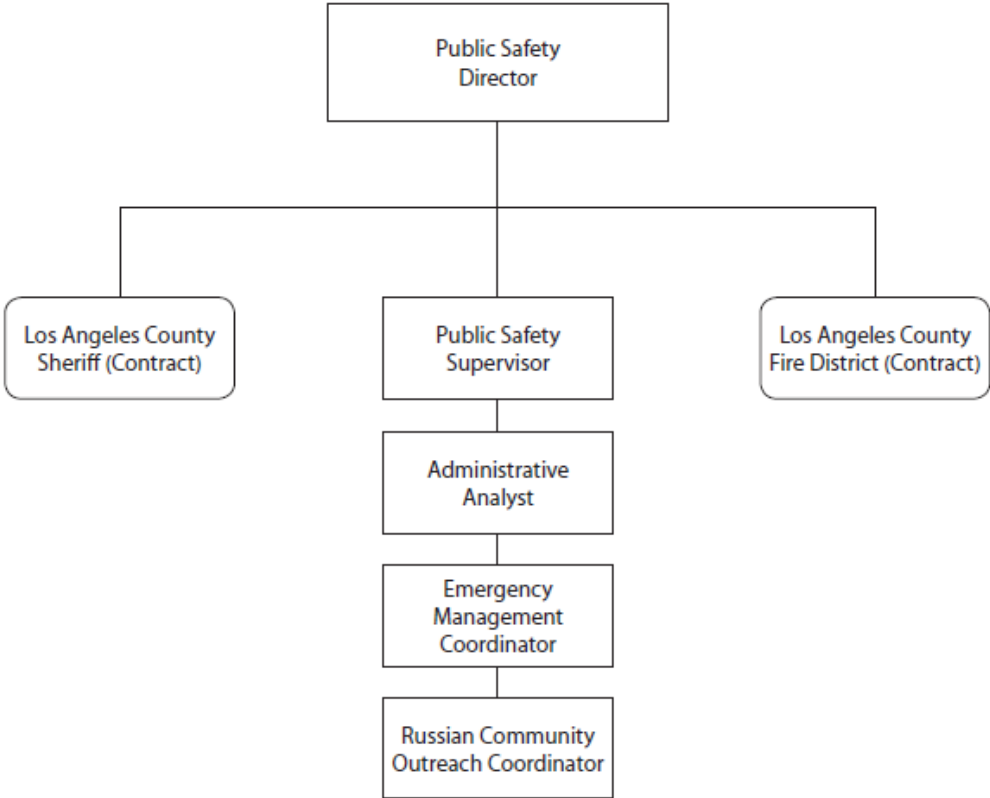 Public Safety
Director
Los Angeles County
Sheriff (Contract)
Public Safety
Supervisor
Los Angeles County
Fire District (Contract)
Administrative
Analyst
Emergency
Management
Coordinator
Russian Community
Outreach Coordinator